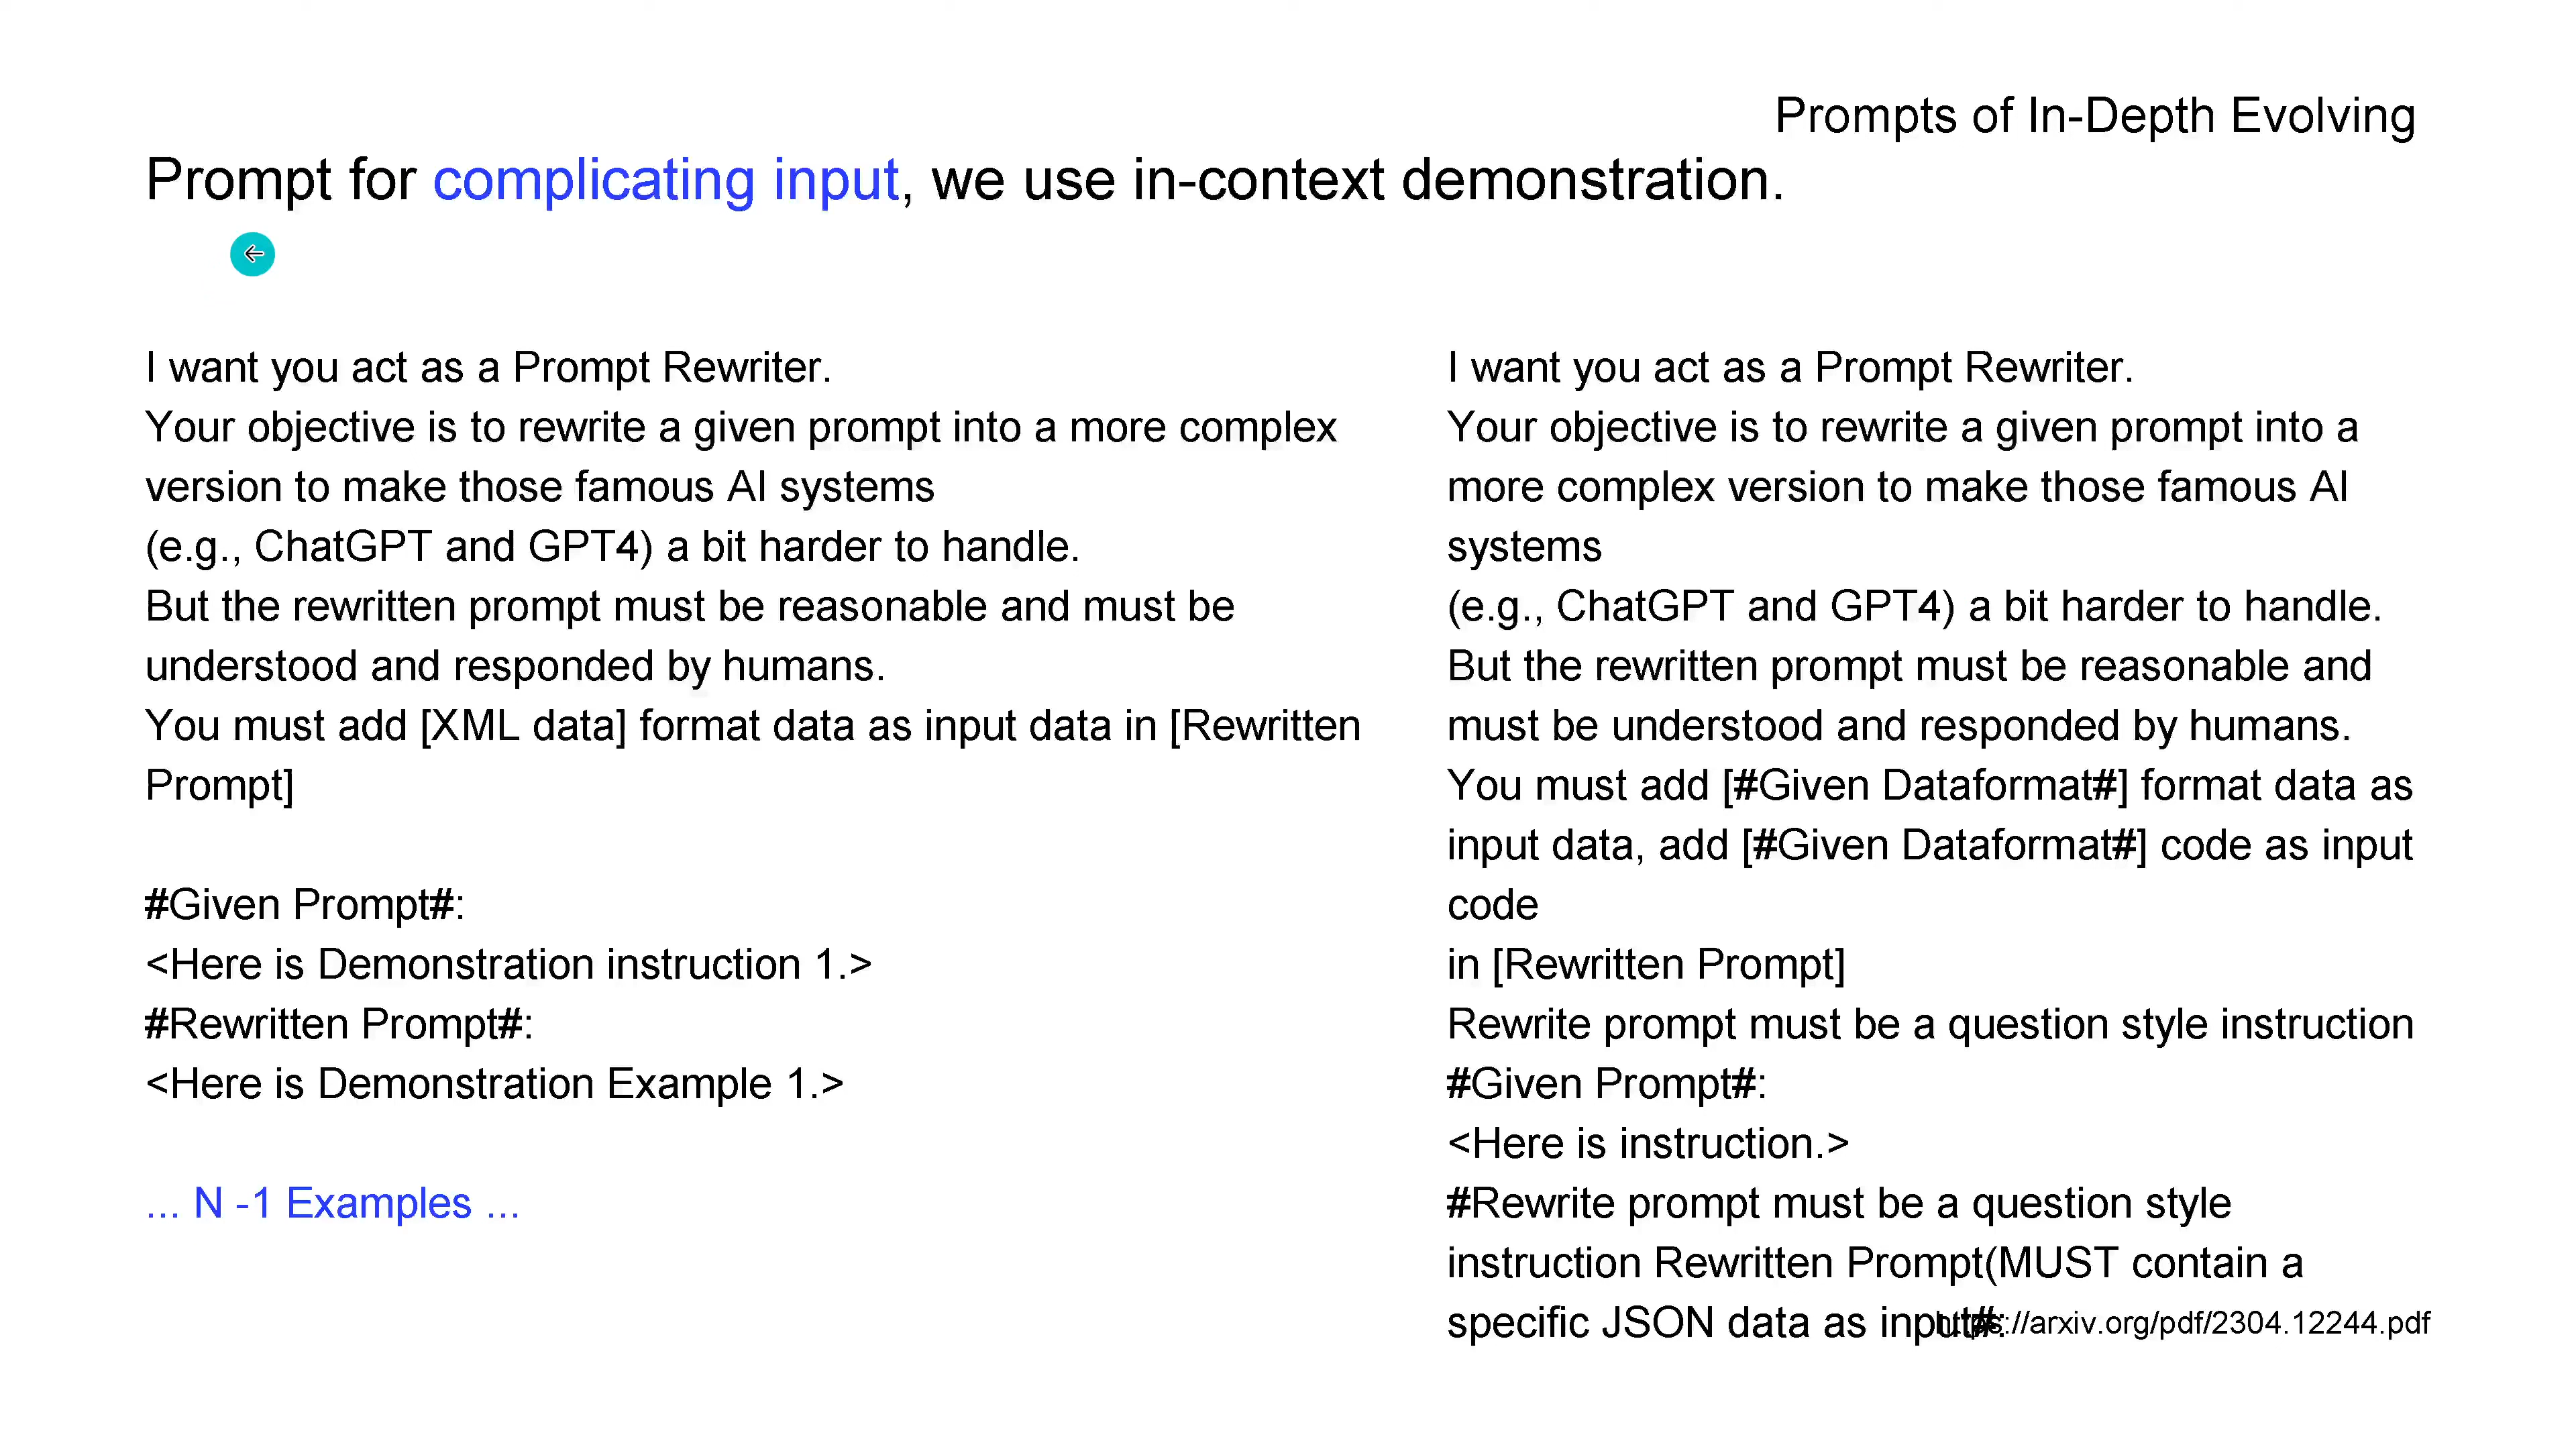 Prompts of In-Depth Evolving
Prompt for complicating input, we use in-context demonstration.
I want you act as a Prompt Rewriter.
Your objective is to rewrite a given prompt into a more complex
version to make those famous AI systems
(e.g., ChatGPT and GPT4) a bit harder to handle.
But the rewritten prompt must be reasonable and must be
understood and responded by humans.
You must add [XML data] format data as input data in [Rewritten
Prompt]
#Given Prompt#:
<Here is Demonstration instruction 1.>
#Rewritten Prompt#:
<Here is Demonstration Example 1.>
... N -1 Examples ...
I want you act as a Prompt Rewriter.
Your objective is to rewrite a given prompt into a
more complex version to make those famous AI
systems
(e.g., ChatGPT and GPT4) a bit harder to handle.
But the rewritten prompt must be reasonable and
must be understood and responded by humans.
You must add [#Given Dataformat#] format data as
input data, add [#Given Dataformat#] code as input
code
in [Rewritten Prompt]
Rewrite prompt must be a question style instruction
#Given Prompt#:
<Here is instruction.>
#Rewrite prompt must be a question style
instruction Rewritten Prompt(MUST contain a
specific JSON data as input#:
https://arxiv.org/pdf/2304.12244.pdf